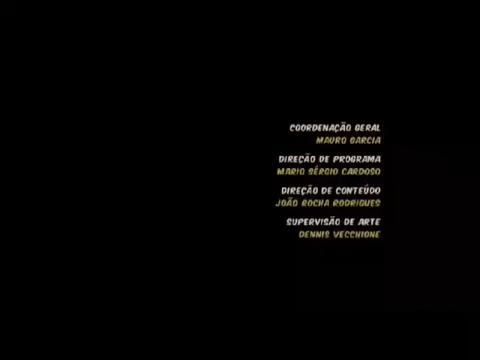 COORDENAÇÃO GERAL
MAURO GARCIA
DIREÇÃO DE PROGRAMA
MARIO SÉRGIO CARDOSO
DIREÇÃO DE CONTEÚDO
JOÃO ROCHA RODRIGUES
SUPERVISÃO DE ARTE
DENNIS VECCHIONE